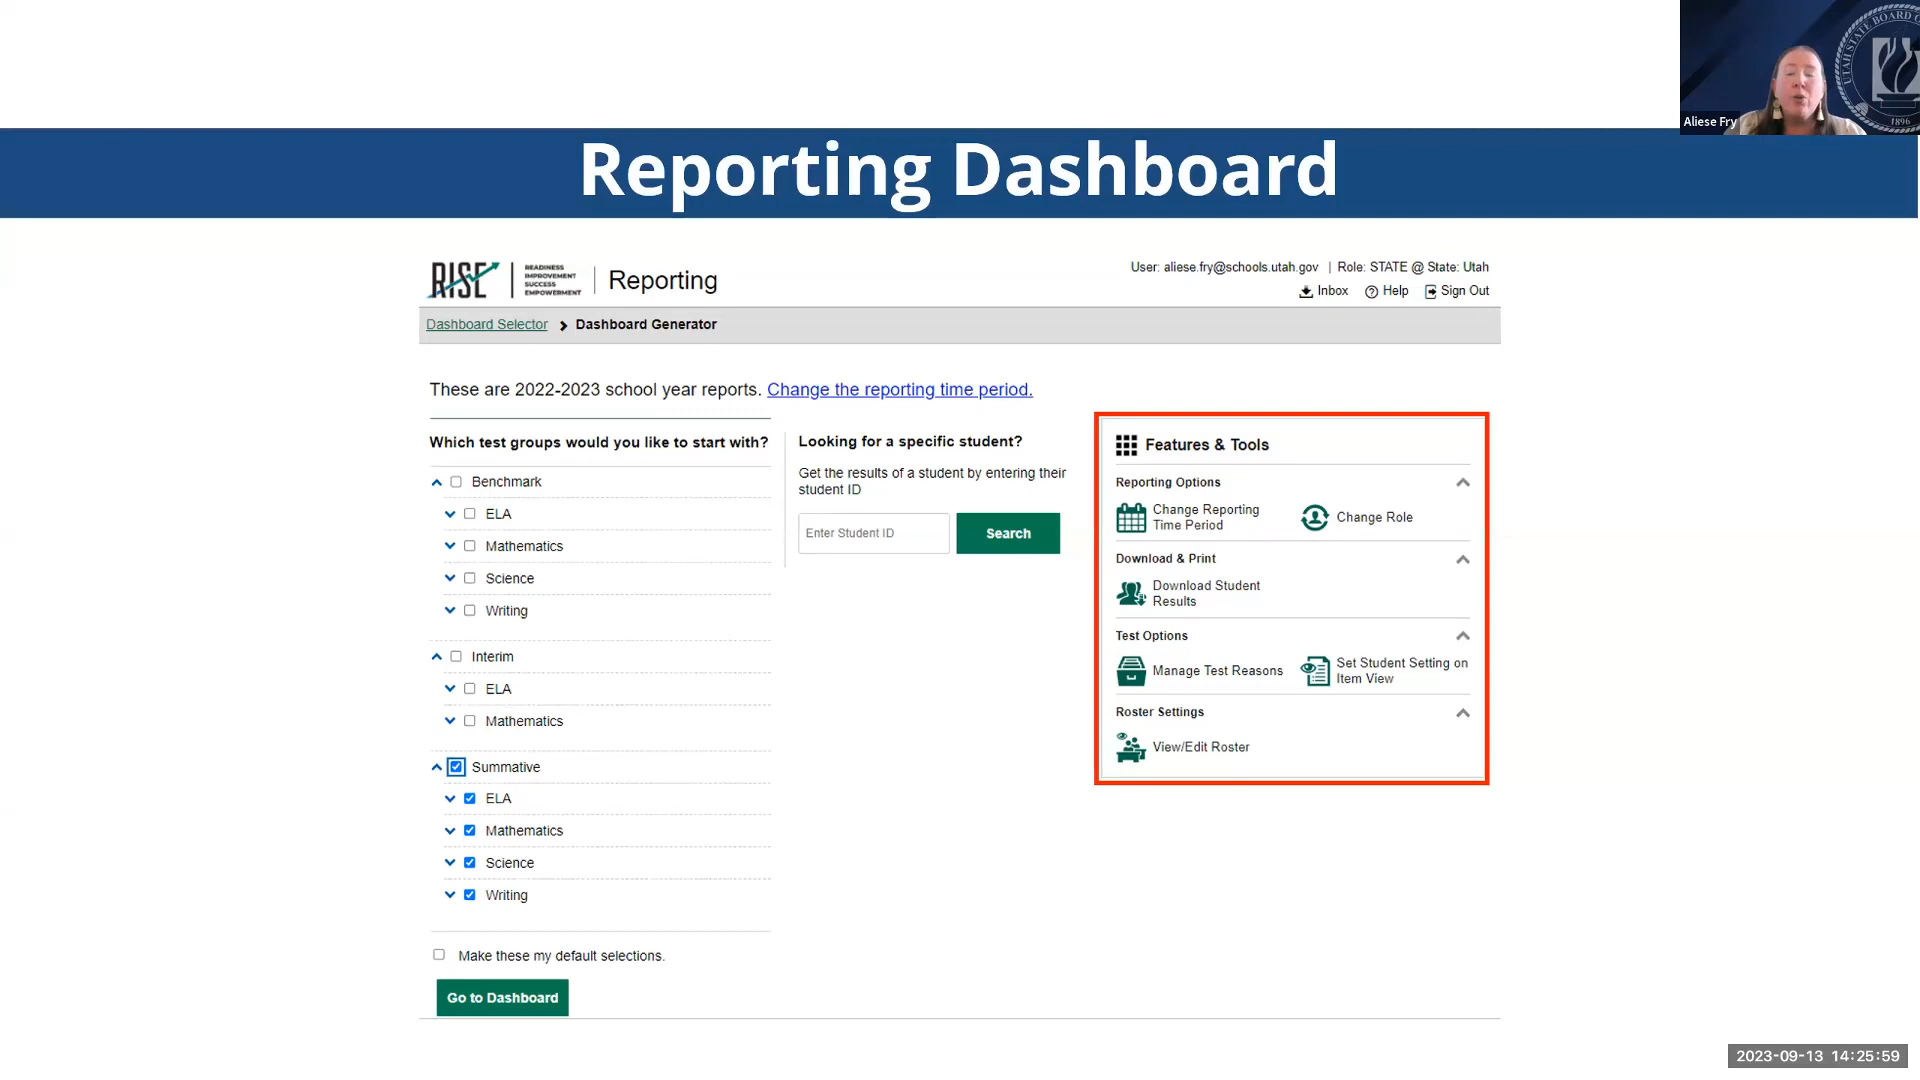 UTAH STATE BOARD
1896
Aliese Fry
Reporting Dashboard
RISE
READINESS
IMPROVEMENT
SUCCESS
EMPOWERMENT
Reporting
User: aliese.fry@schools.utah.gov | Role: STATE @ State: Utah
Inbox Help Sign Out
Dashboard Selector Dashboard Generator
These are 2022-2023 school year reports. Change the reporting time period.
Which test groups would you like to start with?
Benchmark
ELA
Mathematics
Science
Writing
Interim
ELA
Mathematics
Summative
ELA
Mathematics
Science
Writing
Make these my default selections.
Go to Dashboard
Looking for a specific student?
Get the results of a student by entering their
student ID
Enter Student ID
Search
Features & Tools
Reporting Options
Change Reporting
Time Period
Change Role
Download & Print
Download Student
Results
Test Options
Manage Test Reasons
Set Student Setting on
Item View
Roster Settings
View/Edit Roster
2023-09-13 14:25:59